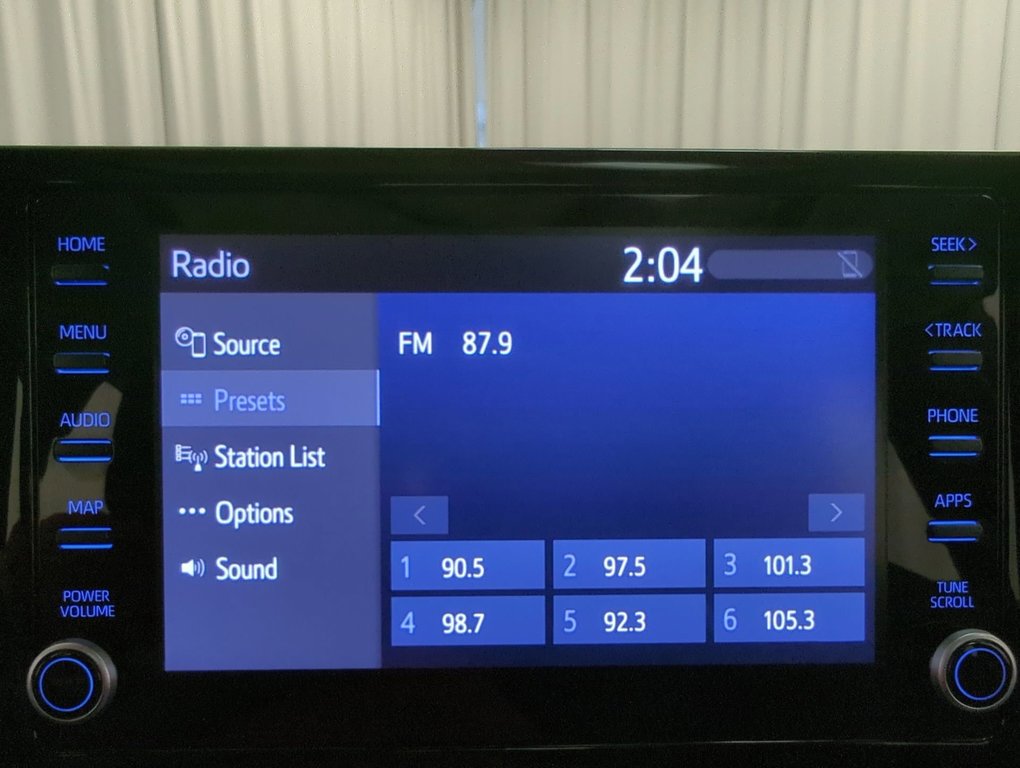 HOME
MENU
AUDIO
MAP
POWER
VOLUME
Radio 2:04
Source
Presets
Station List
Options
Sound
FM 87.9
< >
1 90.5 2 97.5 3 101.3
4 98.7 5 92.3 6 105.3
SEEK>
<TRACK
PHONE
APPS
TUNE
SCROLL